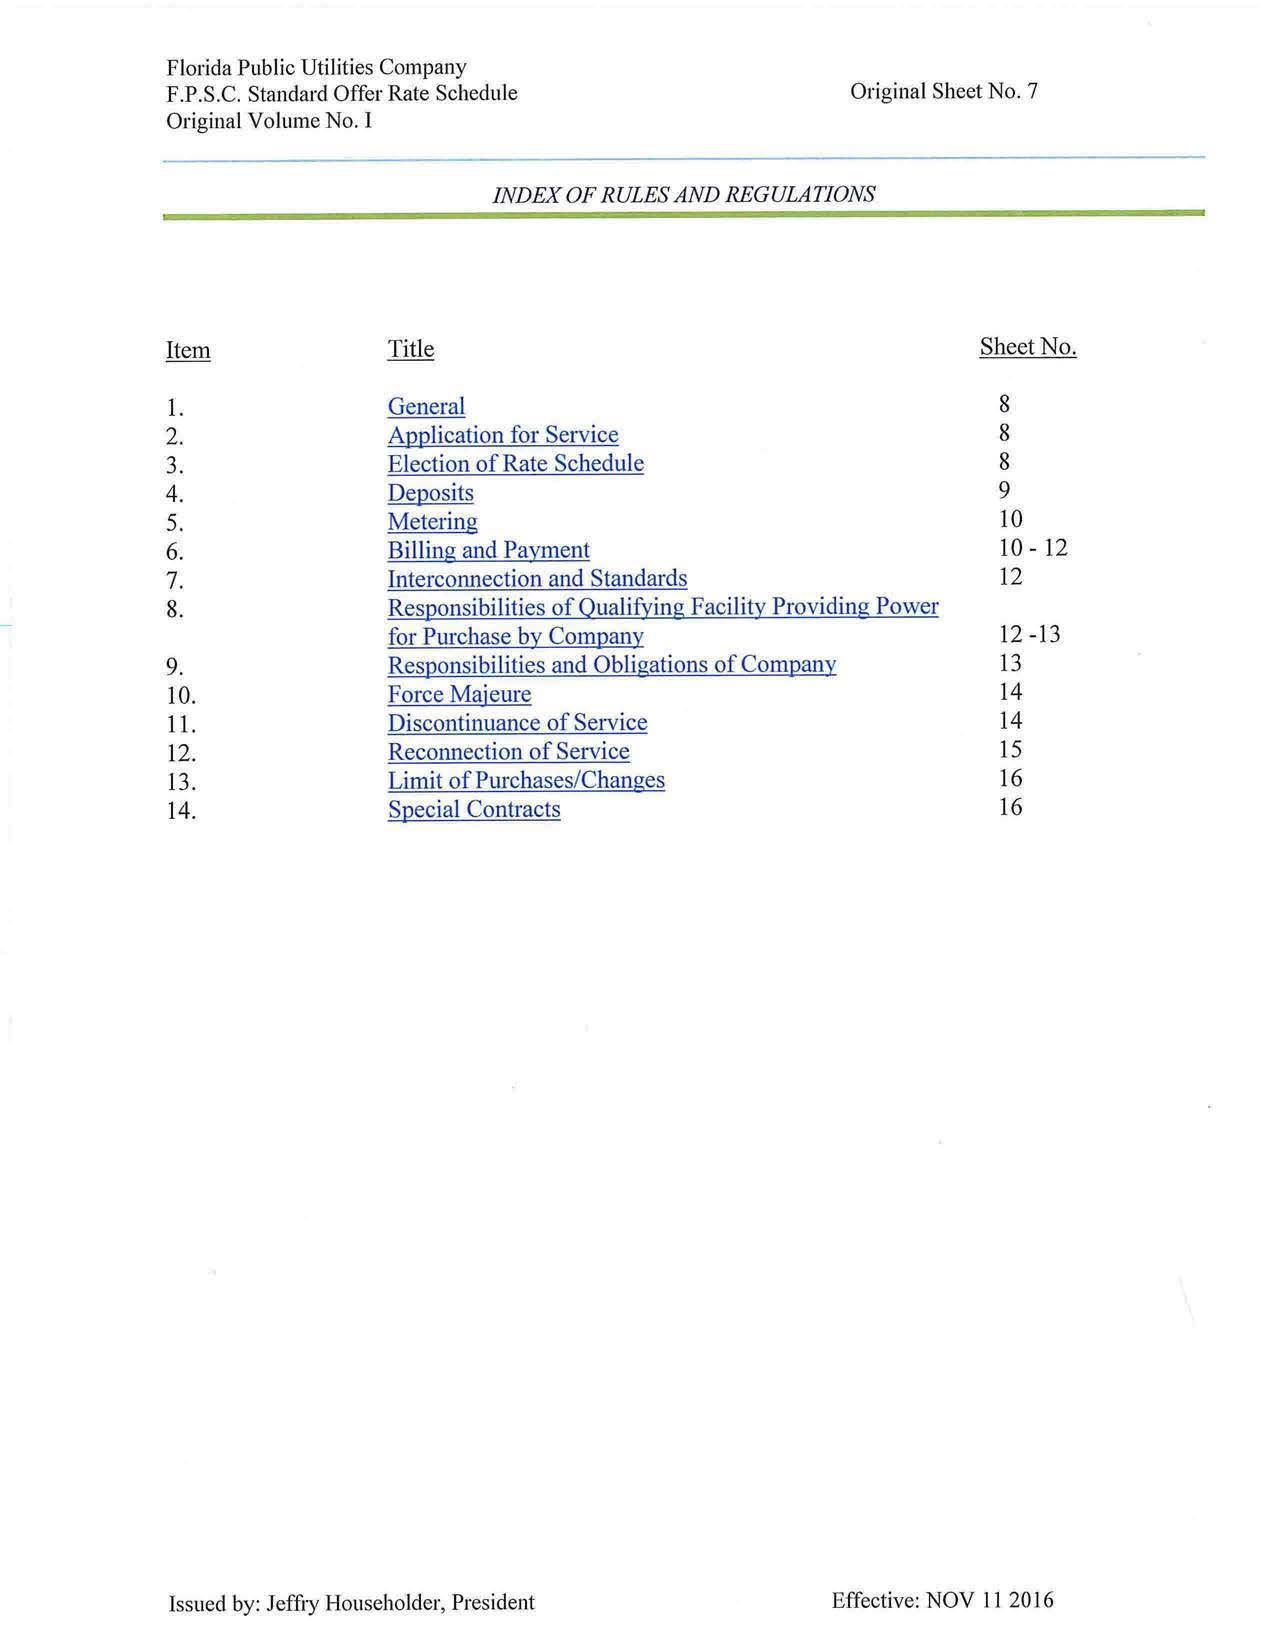 Florida Public Utilities Company
F.P.S.C. Standard Offer Rate Schedule
Original Sheet No. 7
Original Volume No. I
INDEX OF RULES AND REGULATIONS
Item Title Sheet No.
1. General 8
2. Application for Service 8
3. Election of Rate Schedule 8
4. Deposits 9
5. Metering 10
6. Billing and Payment 10 - 12
7. Interconnection and Standards 12
8. Responsibilities of Qualifying Facility Providing Power
for Purchase by Company 12 -13
9. Responsibilities and Obligations of Company 13
10. Force Majeure 14
11. Discontinuance of Service 14
12. Reconnection of Service 15
13. Limit of Purchases/Changes 16
14. Special Contracts 16
Issued by: Jeffry Householder, President Effective: NOV 11 2016